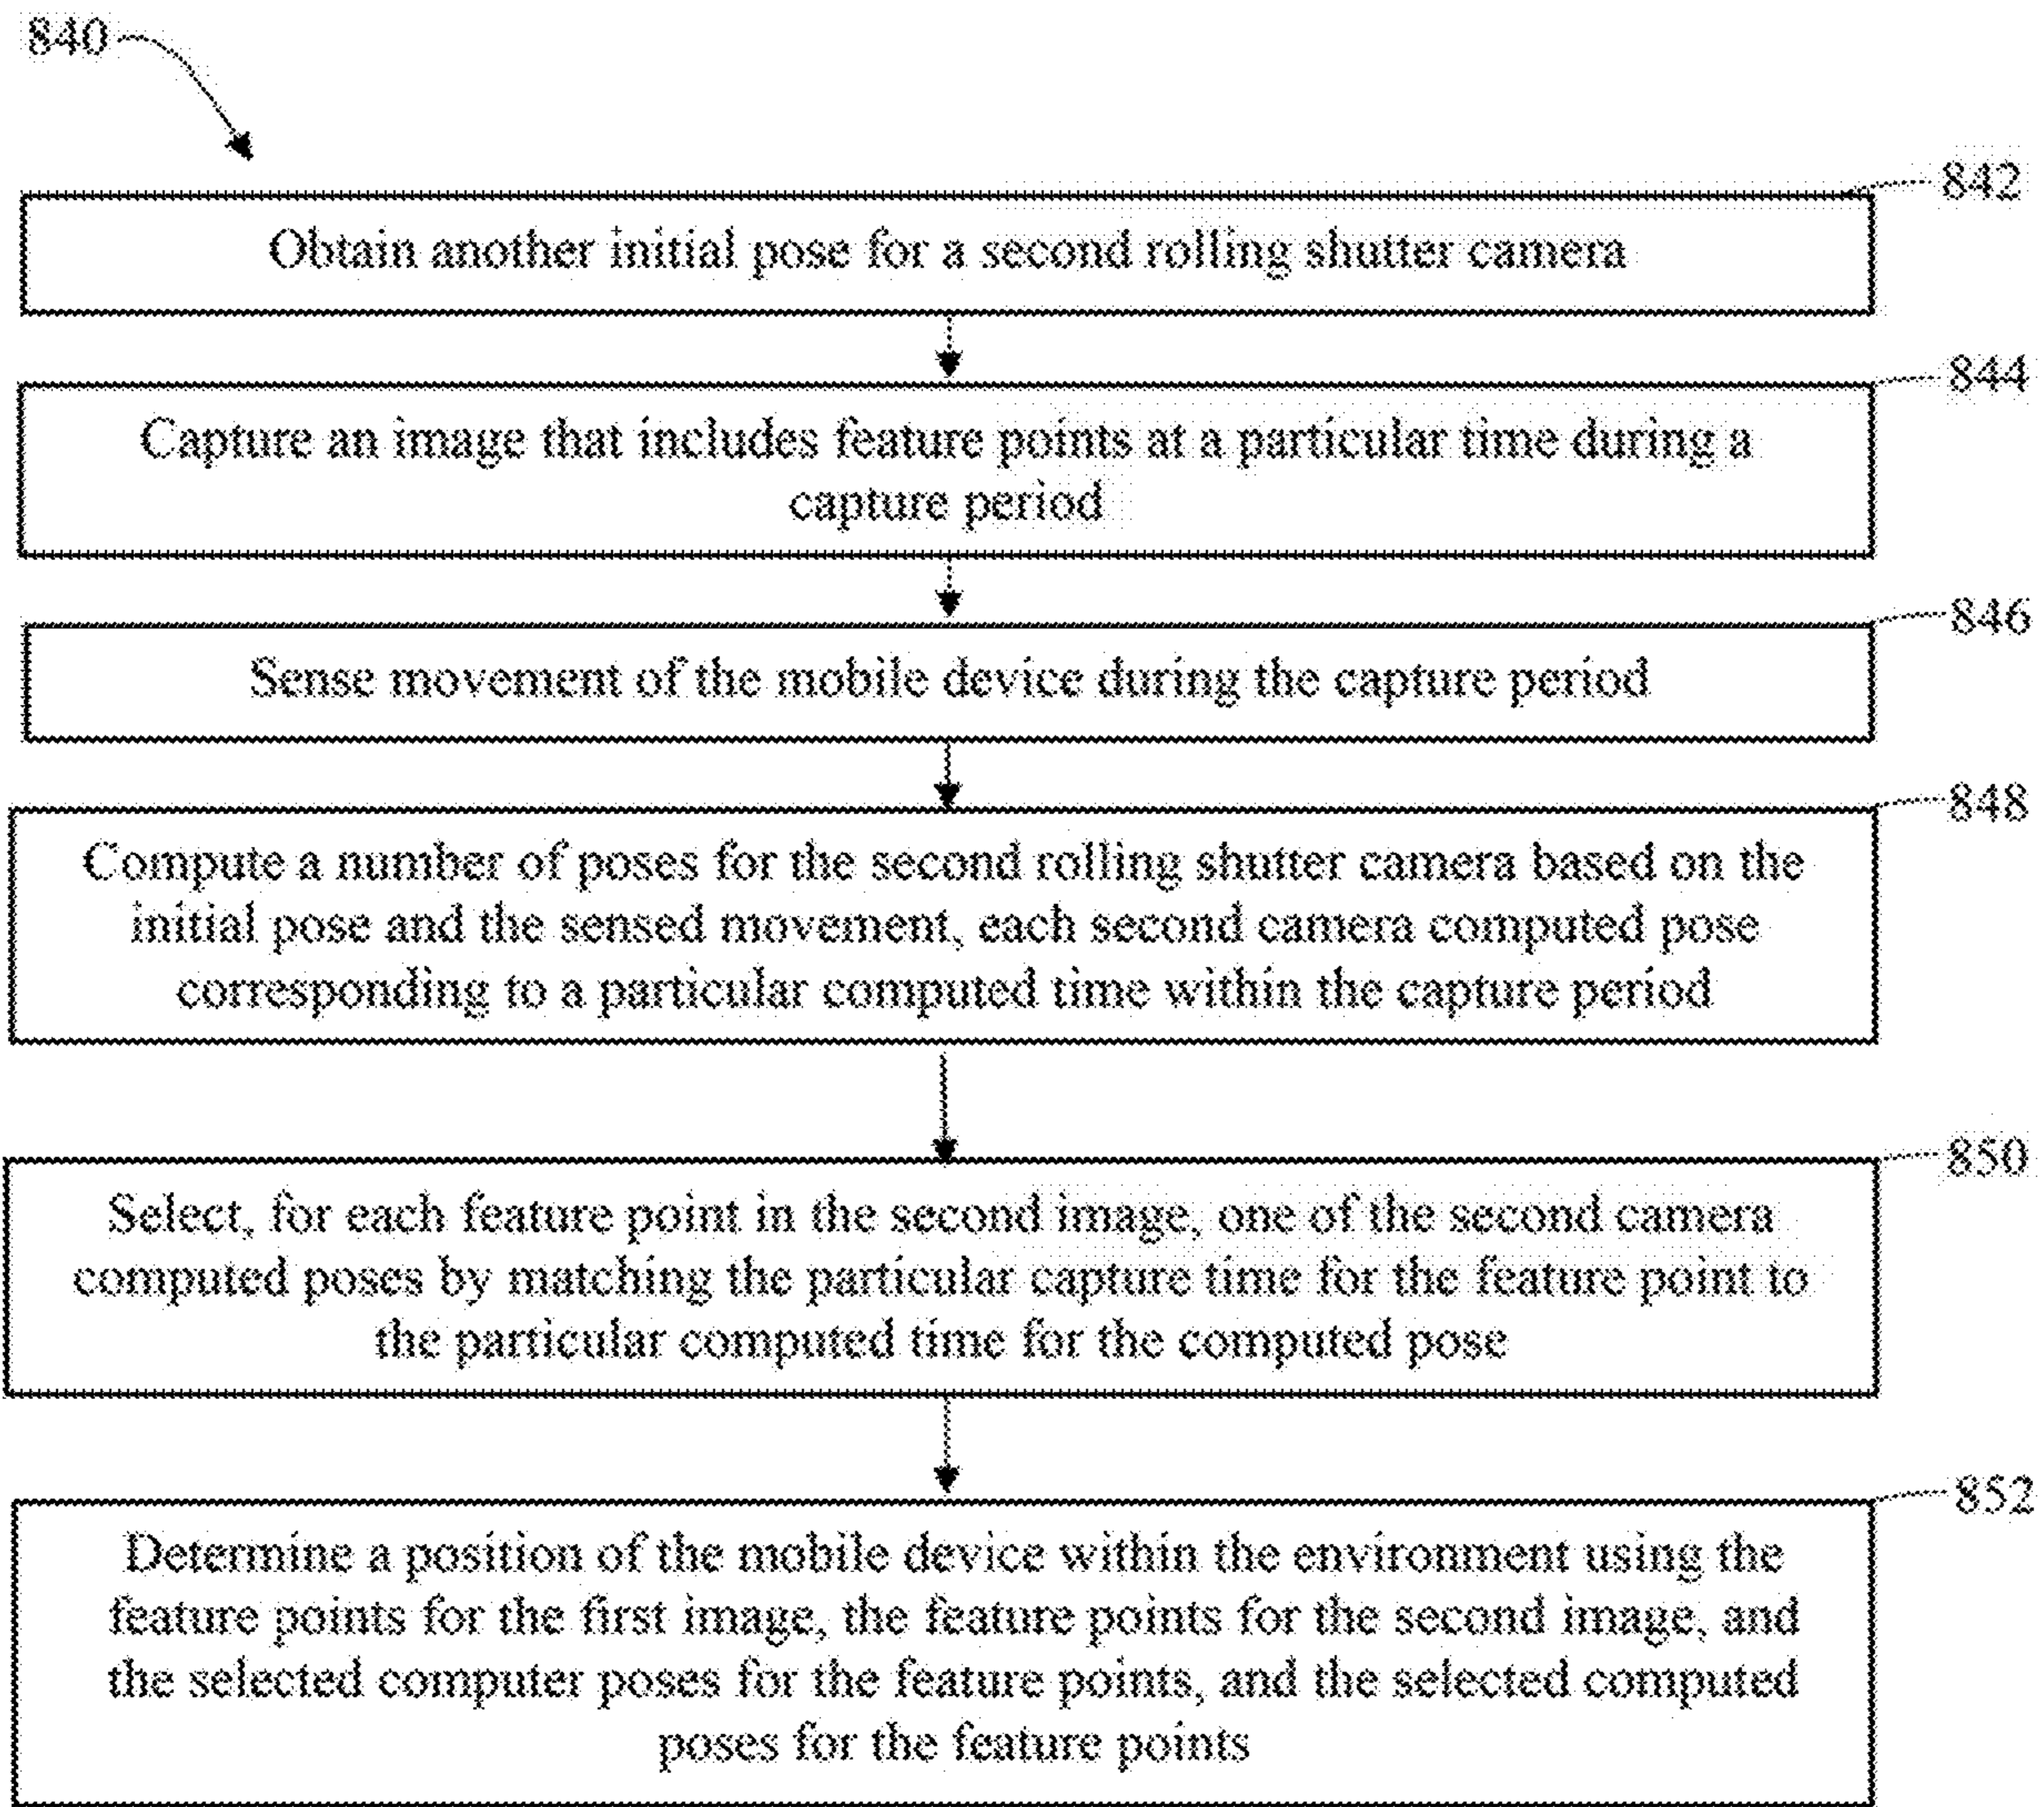 840
842
Obtain another initial pose for a second rolling shutter camera
844
Capture an image that includes feature points at a particular time during a
capture period
846
Sense movement of the mobile device during the capture period
848
Compute a number of poses for the second rolling shutter camera based on the
initial pose and the sensed movement, each second camera computed pose
corresponding to a particular computed time within the capture period
850
Select, for each feature point in the second image, one of the second camera
computed poses by matching the particular capture time for the feature point to
the particular computed time for the computed pose
852
Determine a position of the mobile device within the environment using the
feature points for the first image, the feature points for the second image, and
the selected computer poses for the feature points, and the selected computed
poses for the feature points